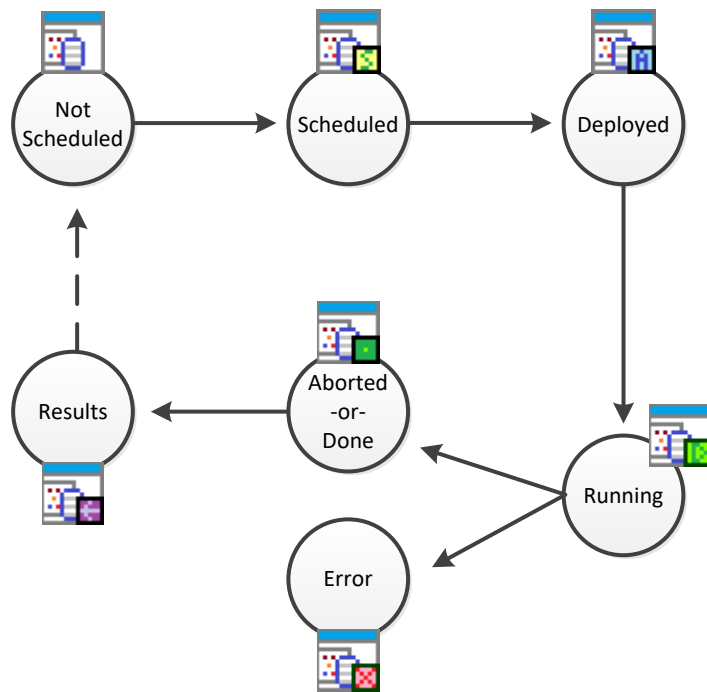 Not
Scheduled
Scheduled
Deployed
Results
Aborted
-or-
Done
Running
Error